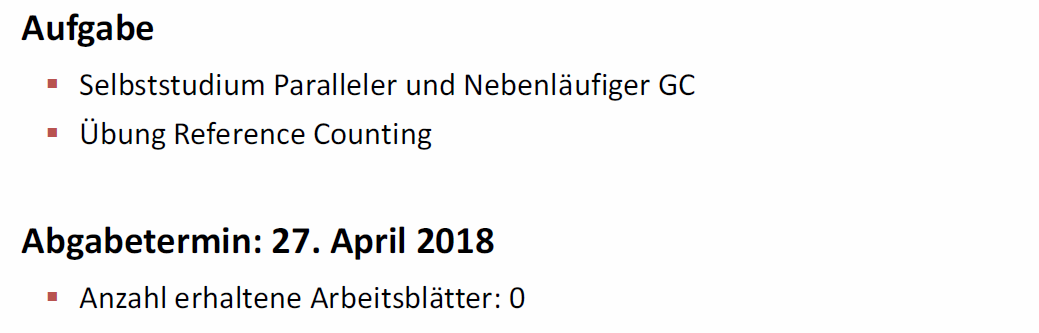 Aufgabe
▪ Selbststudium Paralleler und Nebenläufiger GC
▪ Übung Reference Counting
Abgabetermin: 27. April 2018
▪ Anzahl erhaltene Arbeitsblätter: 0